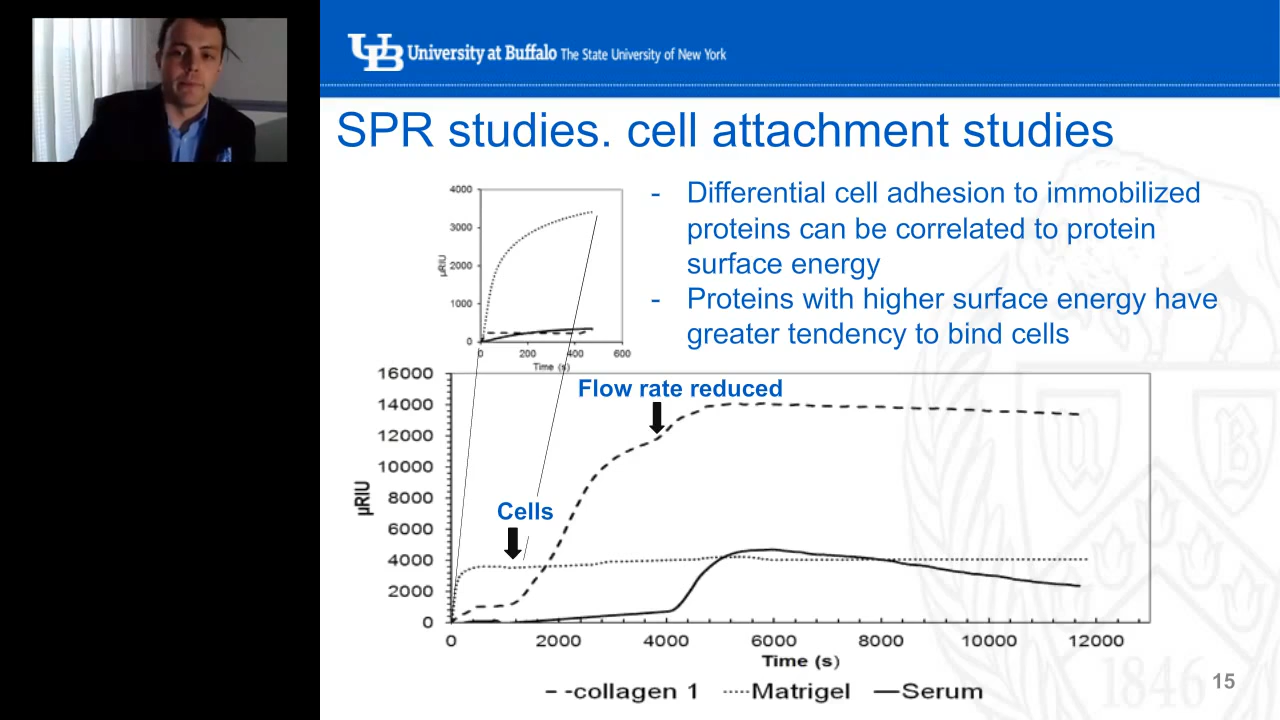 UB University at Buffalo The State University of New York
SPR studies. cell attachment studies
- Differential cell adhesion to immobilized
proteins can be correlated to protein
surface energy
- Proteins with higher surface energy have
greater tendency to bind cells
4000
3000
2000
1000
0
µRIU
0 200 400 600
Time (s)
16000
14000
12000
10000
8000
6000
4000
2000
0
µRIU
Flow rate reduced
Cells
0 2000 4000 6000 8000 10000 12000
Time (s)
collagen 1 Matrigel Serum
U B
1846
15